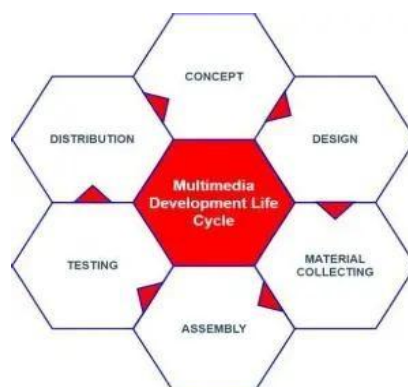 CONCEPT
DISTRIBUTION
DESIGN
Multimedia
Development Life
Cycle
TESTING
MATERIAL
COLLECTING
ASSEMBLY